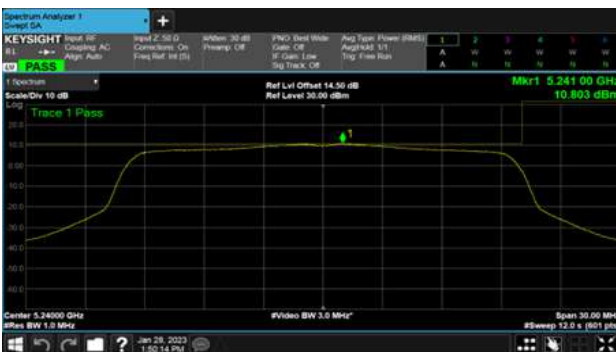 Spectrum Analyzer 1
Swept SA
+
KEYSIGHT
Input: RF
Input Z: 50 Ω
#Atten: 30 dB
PNO: Best Wide
Avg Type: Power (RMS)
1 2 3 4 5 6
RL
Coupling: AC
Corrections: On
Preamp: Off
Gate: Off
Avg|Hold: 1/1
A W W W W W
Align: Auto
Freq Ref: Int (S)
IF Gain: Low
Trig: Free Run
Sig Track: Off
A N N N N N
PASS
1 Spectrum
Ref Lvl Offset 14.50 dB
Mkr1 5.241 00 GHz
Scale/Div 10 dB
Ref Level 30.00 dBm
10.803 dBm
Log
Trace 1 Pass
20.0
1
10.0
0.00
-10.0
-20.0
-30.0
-40.0
-50.0
-60.0
Center 5.24000 GHz
#Video BW 3.0 MHz*
Span 30.00 MH
#Res BW 1.0 MHz
#Sweep 12.0 s (601 pts
?
Jan 28, 2023
1:50:14 PM